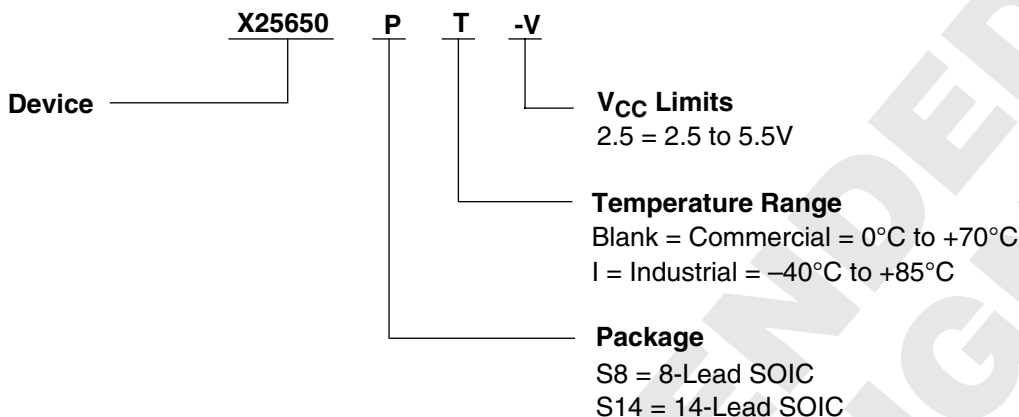 X25650 P T -V
Device
VCC Limits
2.5 = 2.5 to 5.5V
Temperature Range
Blank = Commercial = 0°C to +70°C
I = Industrial = –40°C to +85°C
Package
S8 = 8-Lead SOIC
S14 = 14-Lead SOIC